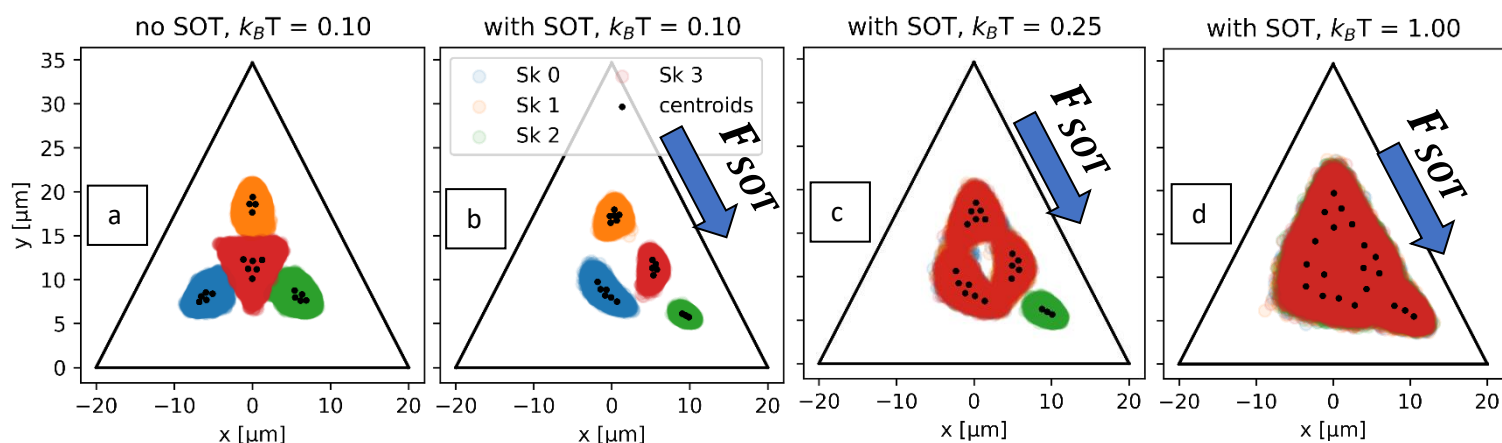 no SOT, k_BT = 0.10
with SOT, k_BT = 0.10
with SOT, k_BT = 0.25
with SOT, k_BT = 1.00
y [μm]
35
30
25
20
15
10
5
0
a
−20 −10 0 10 20
x [μm]
Sk 0
Sk 1
Sk 2
Sk 3
centroids
F SOT
b
−20 −10 0 10 20
x [μm]
F SOT
c
−20 −10 0 10 20
x [μm]
F SOT
d
−20 −10 0 10 20
x [μm]